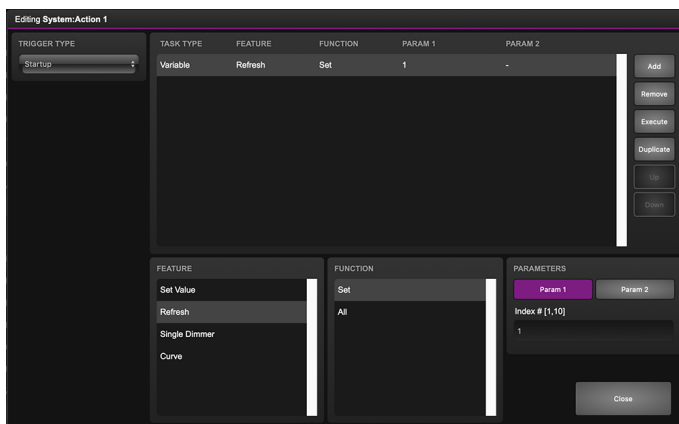 Editing System:Action 1
TRIGGER TYPE
Startup
TASK TYPE FEATURE FUNCTION PARAM 1 PARAM 2
Variable Refresh Set 1 -
Add
Remove
Execute
Duplicate
Up
Down
FEATURE
Set Value
Refresh
Single Dimmer
Curve
FUNCTION
Set
All
PARAMETERS
Param 1 Param 2
Index # [1,10]
1
Close